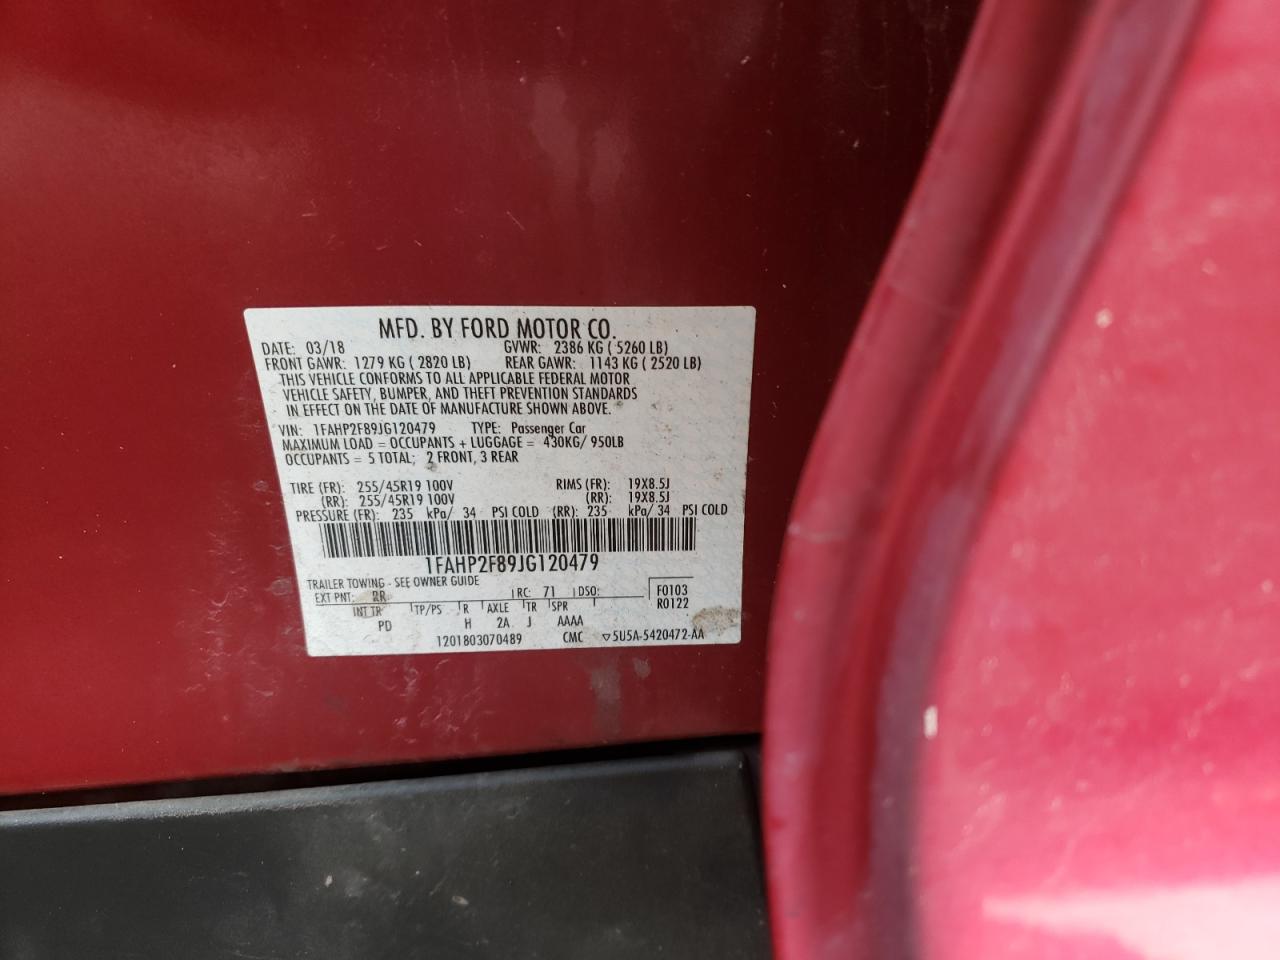 MFD. BY FORD MOTOR CO.
DATE: 03/18 GVWR: 2386 KG ( 5260 LB)
FRONT GAWR: 1279 KG ( 2820 LB) REAR GAWR: 1143 KG ( 2520 LB)
THIS VEHICLE CONFORMS TO ALL APPLICABLE FEDERAL MOTOR
VEHICLE SAFETY, BUMPER, AND THEFT PREVENTION STANDARDS
IN EFFECT ON THE DATE OF MANUFACTURE SHOWN ABOVE.
VIN: 1FAHP2F89JG120479 TYPE: Passenger Car
MAXIMUM LOAD = OCCUPANTS + LUGGAGE = 430KG/ 950LB
OCCUPANTS = 5 TOTAL; 2 FRONT, 3 REAR
TIRE (FR): 255/45R19 100V RIMS (FR): 19X8.5J
(RR): 255/45R19 100V (RR): 19X8.5J
PRESSURE (FR): 235 kPa/ 34 PSI COLD (RR): 235 kPa/ 34 PSI COLD
1FAHP2F89JG120479
TRAILER TOWING - SEE OWNER GUIDE
EXT PNT: RR RC: 71 DSO: F0103
INT TR TP/PS R AXLE TR SPR R0122
PD H 2A J AAAA
1201803070489 CMC ▽5U5A-5420472-AA